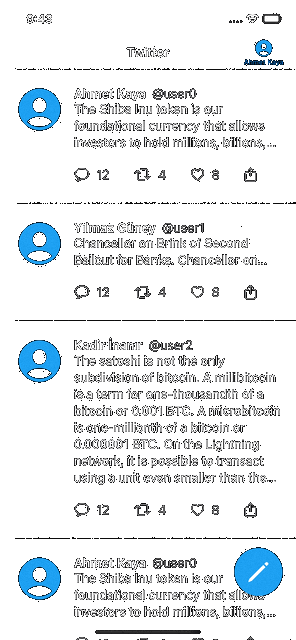 9:48
Twitter
Ahmet Kaya
Ahmet Kaya @user0
The Shiba Inu token is our
foundational currency that allows
investors to hold millions, billions,...
12 4 8
Yilmaz Güney @user1
Chancellor on Brink of Second
Bailout for Banks. Chancellor on...
12 4 8
Kadir İnanır @user2
The satoshi is not the only
subdivision of bitcoin. A millibitcoin
is a term for one-thousandth of a
bitcoin or 0.001 BTC. A microbitcoin
is one-millionth of a bitcoin or
0.000001 BTC. On the Lightning
network, it is possible to transact
using a unit even smaller than the...
12 4 8
Ahmet Kaya @user0
The Shiba Inu token is our
foundational currency that allows
investors to hold millions, billions,...